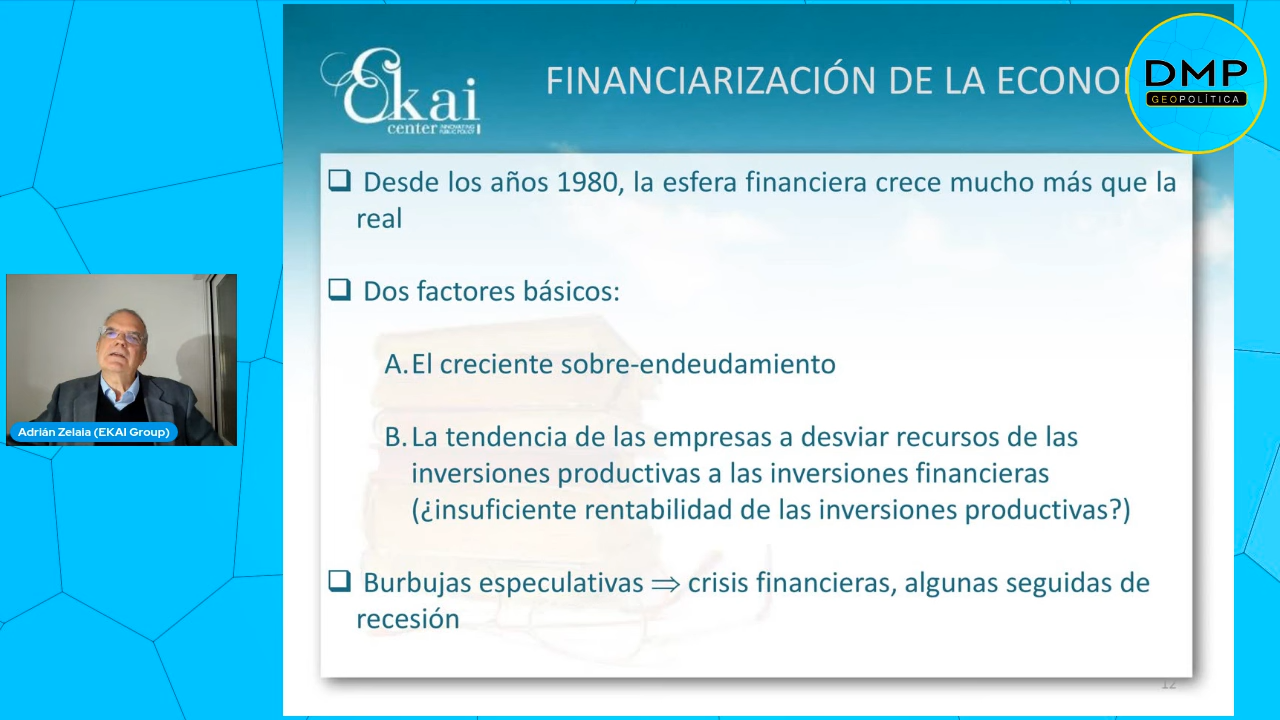 Ekai
center
FINANCIARIZACIÓN DE LA ECONO
DMP
GEOPOLÍTICA
❑ Desde los años 1980, la esfera financiera crece mucho más que la
real
❑ Dos factores básicos:
A. El creciente sobre-endeudamiento
B. La tendencia de las empresas a desviar recursos de las
inversiones productivas a las inversiones financieras
(¿insuficiente rentabilidad de las inversiones productivas?)
❑ Burbujas especulativas ⇒ crisis financieras, algunas seguidas de
recesión
Adrián Zelaia (EKAI Group)
12